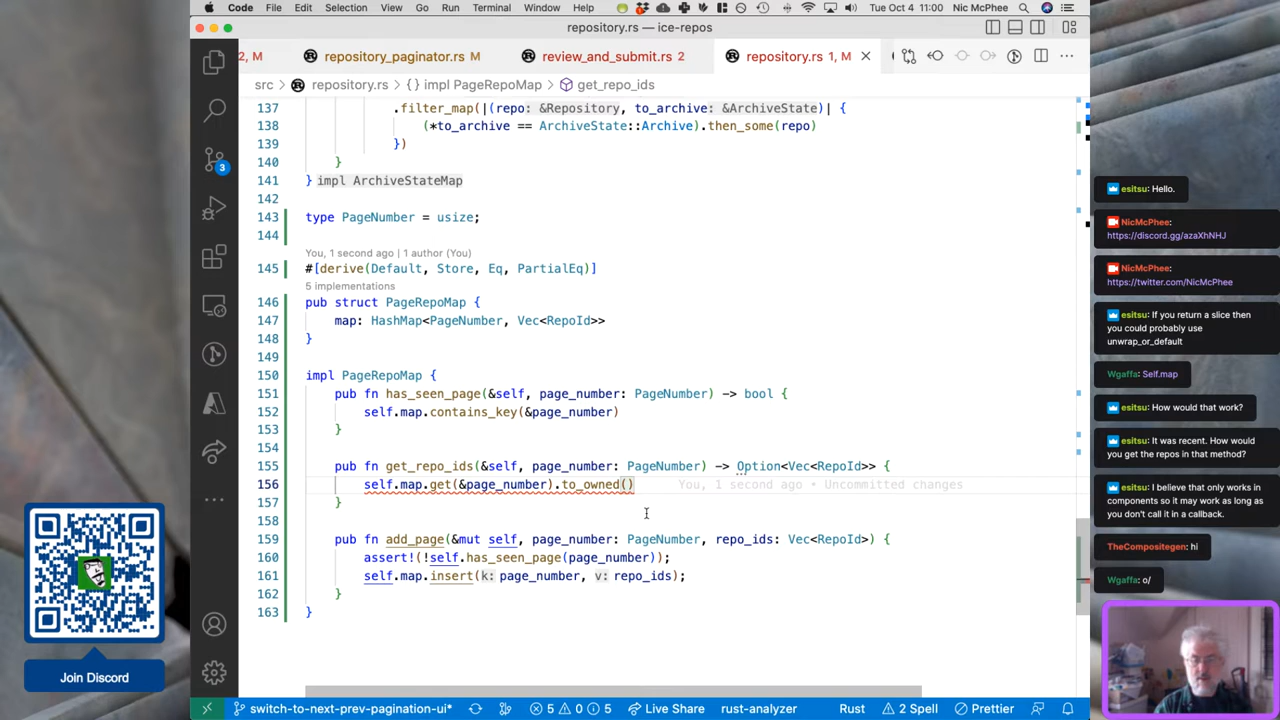 Code File Edit Selection View Go Run Terminal Window Help Tue Oct 4 11:00 Nic McPhee
repository.rs — ice-repos
2, M repository_paginator.rs M review_and_submit.rs 2 repository.rs 1, M
src > repository.rs > { } impl PageRepoMap > get_repo_ids
137 .filter_map(|(repo: &Repository, to_archive: &ArchiveState)| {
138 (*to_archive == ArchiveState::Archive).then_some(repo)
139 })
140 }
141 } impl ArchiveStateMap
142
143 type PageNumber = usize;
144
You, 1 second ago | 1 author (You)
145 #[derive(Default, Store, Eq, PartialEq)]
5 implementations
146 pub struct PageRepoMap {
147 map: HashMap<PageNumber, Vec<RepoId>>
148 }
149
150 impl PageRepoMap {
151 pub fn has_seen_page(&self, page_number: PageNumber) -> bool {
152 self.map.contains_key(&page_number)
153 }
154
155 pub fn get_repo_ids(&self, page_number: PageNumber) -> Option<Vec<RepoId>> {
156 self.map.get(&page_number).to_owned() You, 1 second ago • Uncommitted changes
157 }
158
159 pub fn add_page(&mut self, page_number: PageNumber, repo_ids: Vec<RepoId>) {
160 assert!(!self.has_seen_page(page_number));
161 self.map.insert(k: page_number, v: repo_ids);
162 }
163 }
3
Join Discord
switch-to-next-prev-pagination-ui* 5 0 5 Live Share rust-analyzer Rust 2 Spell Prettier
esitsu: Hello.
NicMcPhee:
https://discord.gg/azaXhNHJ
NicMcPhee:
https://twitter.com/NicMcPhee
esitsu: If you return a slice then
you could probably use
unwrap_or_default
Wgaffa: Self.map
esitsu: How would that work?
esitsu: It was recent. How would
you get the repos in that method?
esitsu: I believe that only works in
components so it may work as long as
you don't call it in a callback.
TheCompositegen: hi
Wgaffa: o/